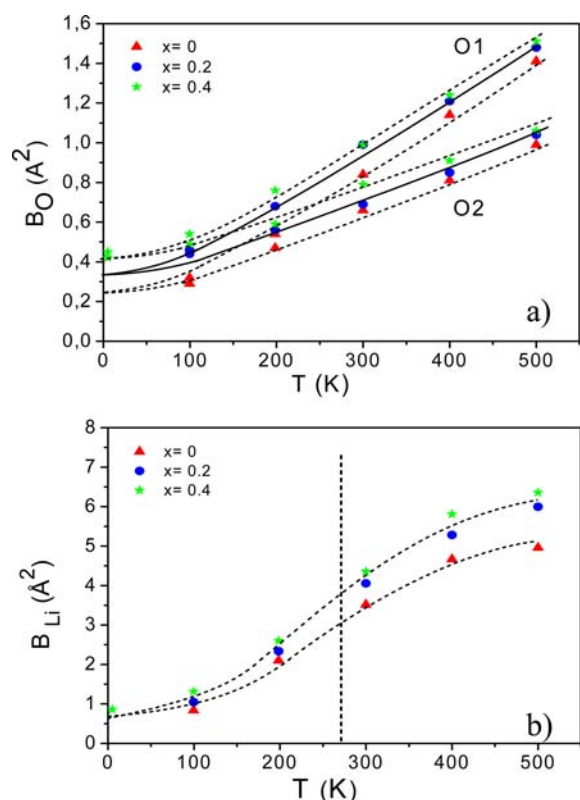 x= 0
x= 0.2
x= 0.4
O1
O2
1,6
1,4
1,2
1,0
0,8
0,6
0,4
0,2
0,0
B_O (Å²)
0 100 200 300 400 500
T (K)
a)
x= 0
x= 0.2
x= 0.4
8
7
6
5
4
3
2
1
0
B_Li (Å²)
0 100 200 300 400 500
T (K)
b)